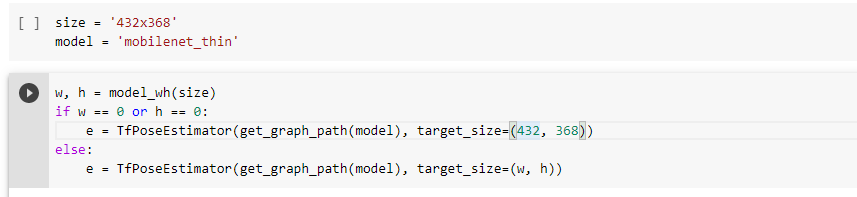 [ ] size = '432x368'
model = 'mobilenet_thin'
w, h = model_wh(size)
if w == 0 or h == 0:
    e = TfPoseEstimator(get_graph_path(model), target_size=(432, 368))
else:
    e = TfPoseEstimator(get_graph_path(model), target_size=(w, h))